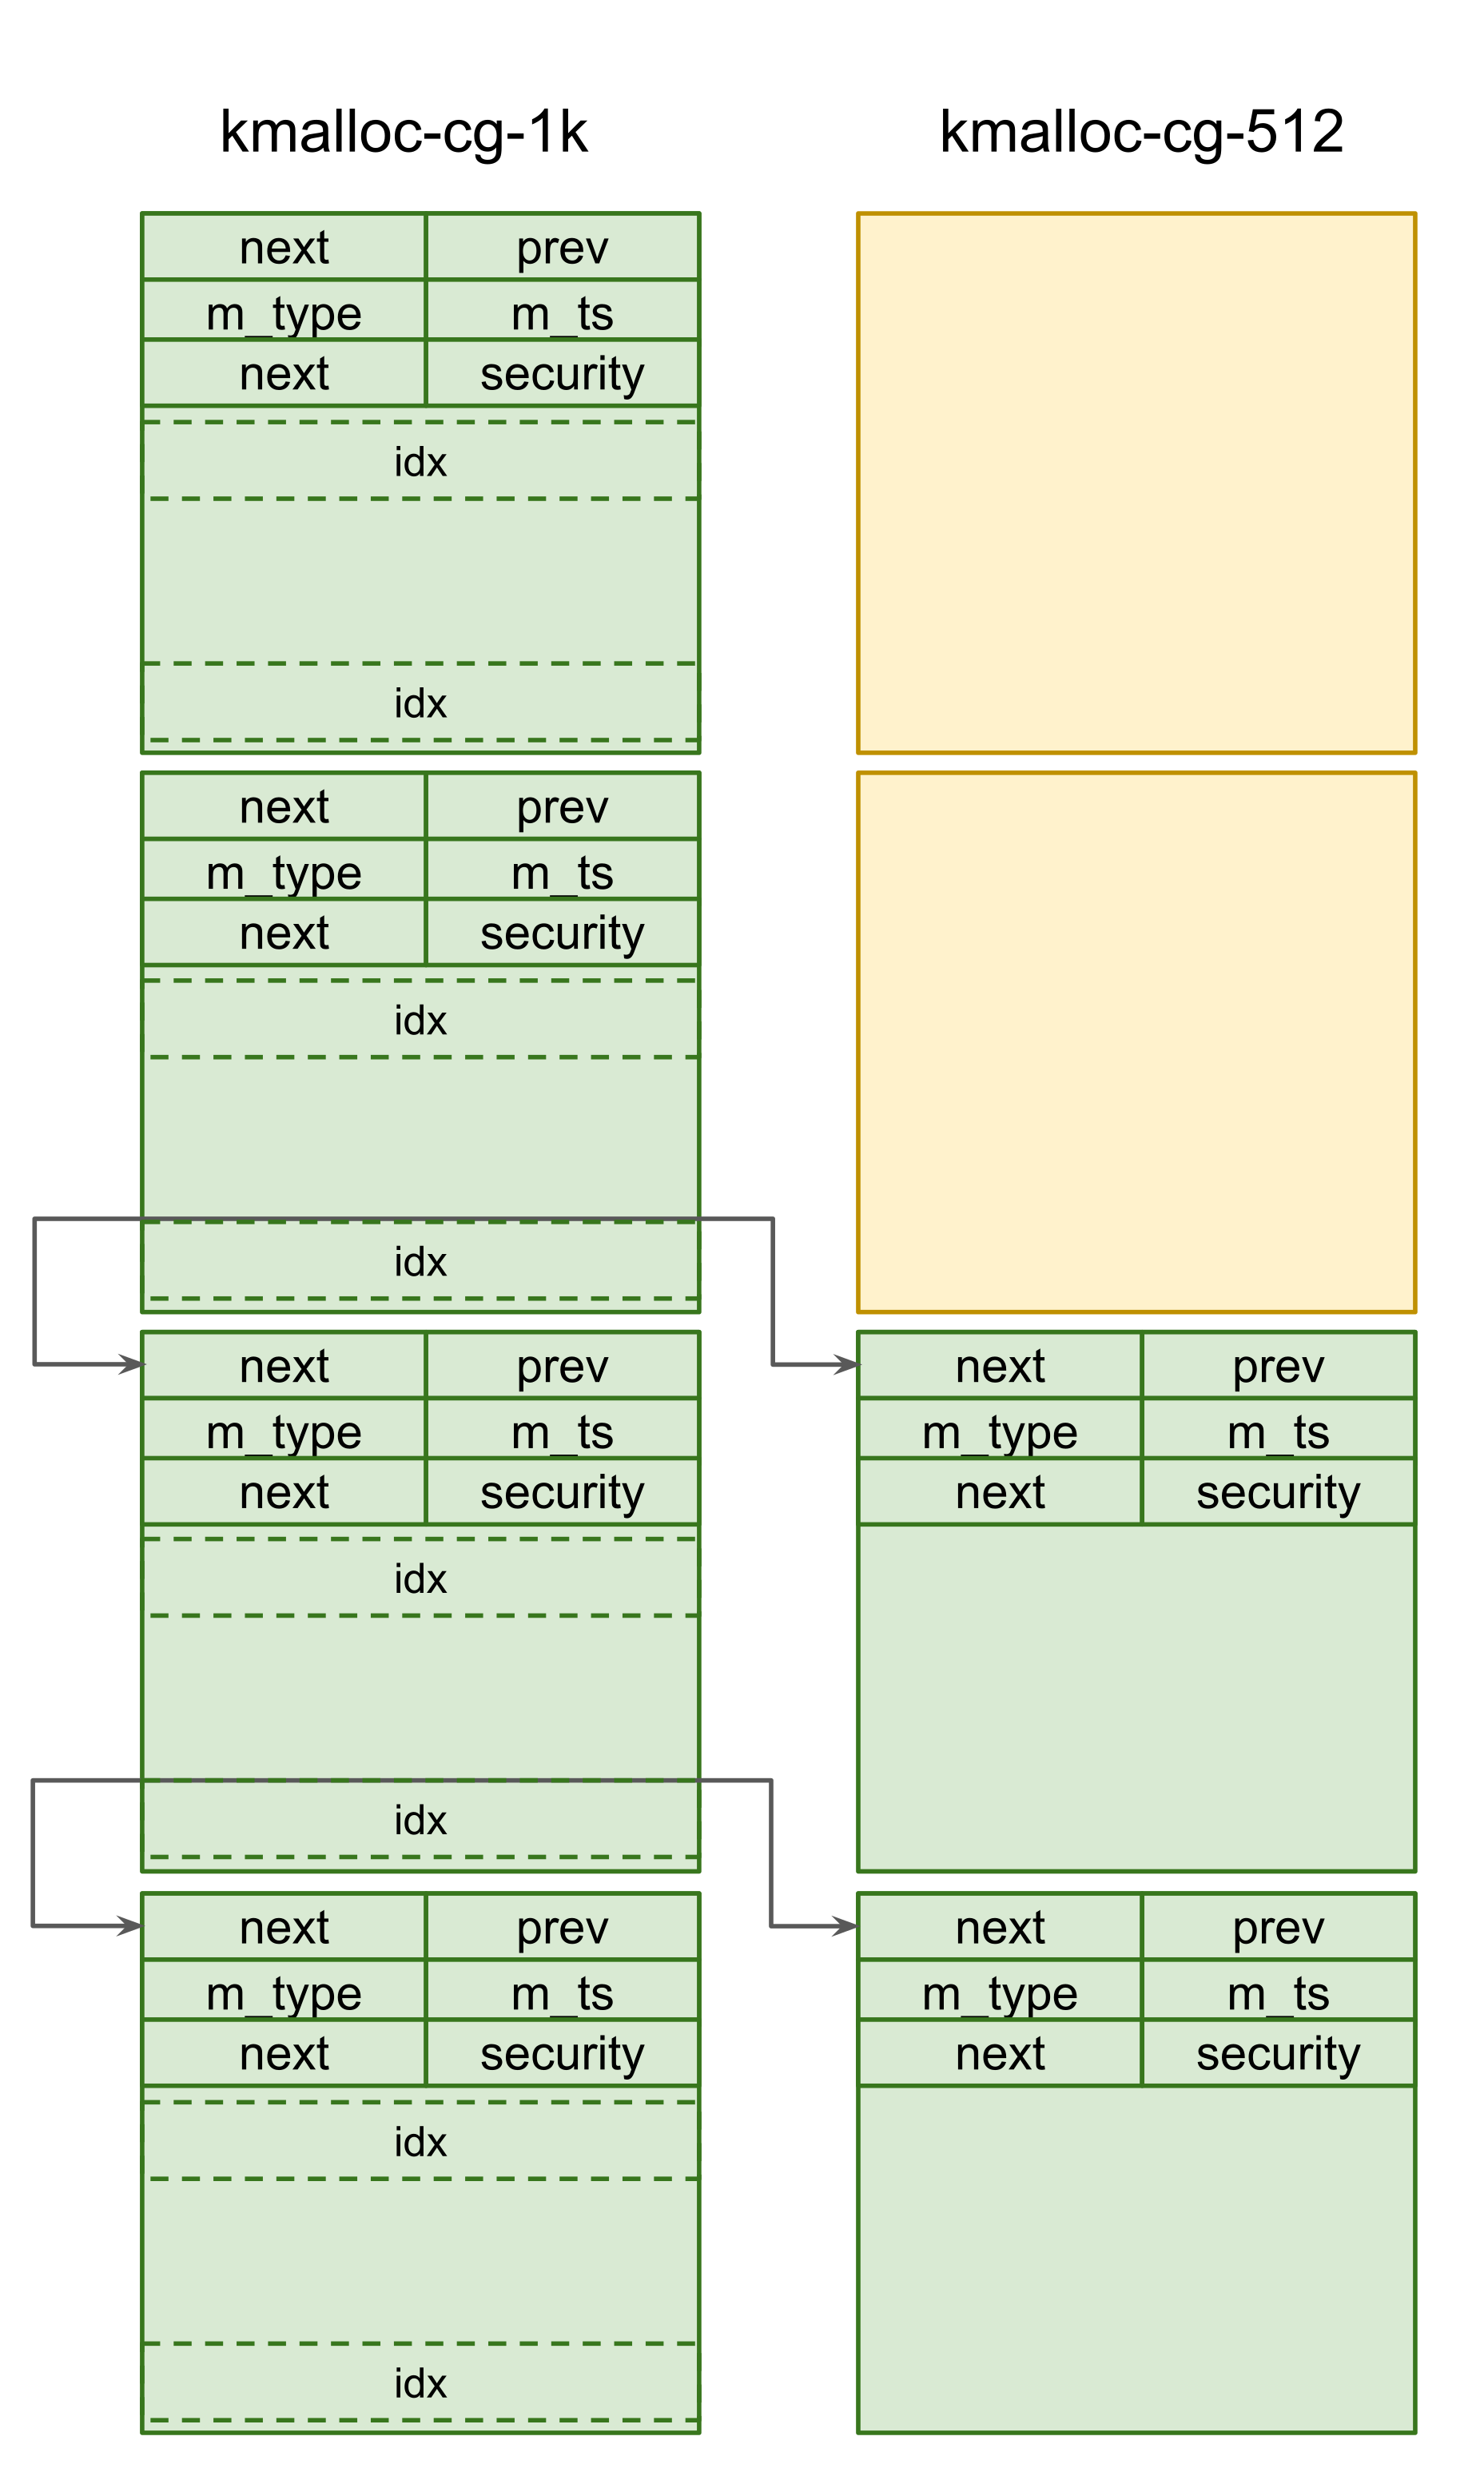 kmalloc-cg-1k kmalloc-cg-512
next prev
m_type m_ts
next security
idx
idx
next prev
m_type m_ts
next security
idx
idx
next prev next prev
m_type m_ts m_type m_ts
next security next security
idx
idx
next prev next prev
m_type m_ts m_type m_ts
next security next security
idx
idx